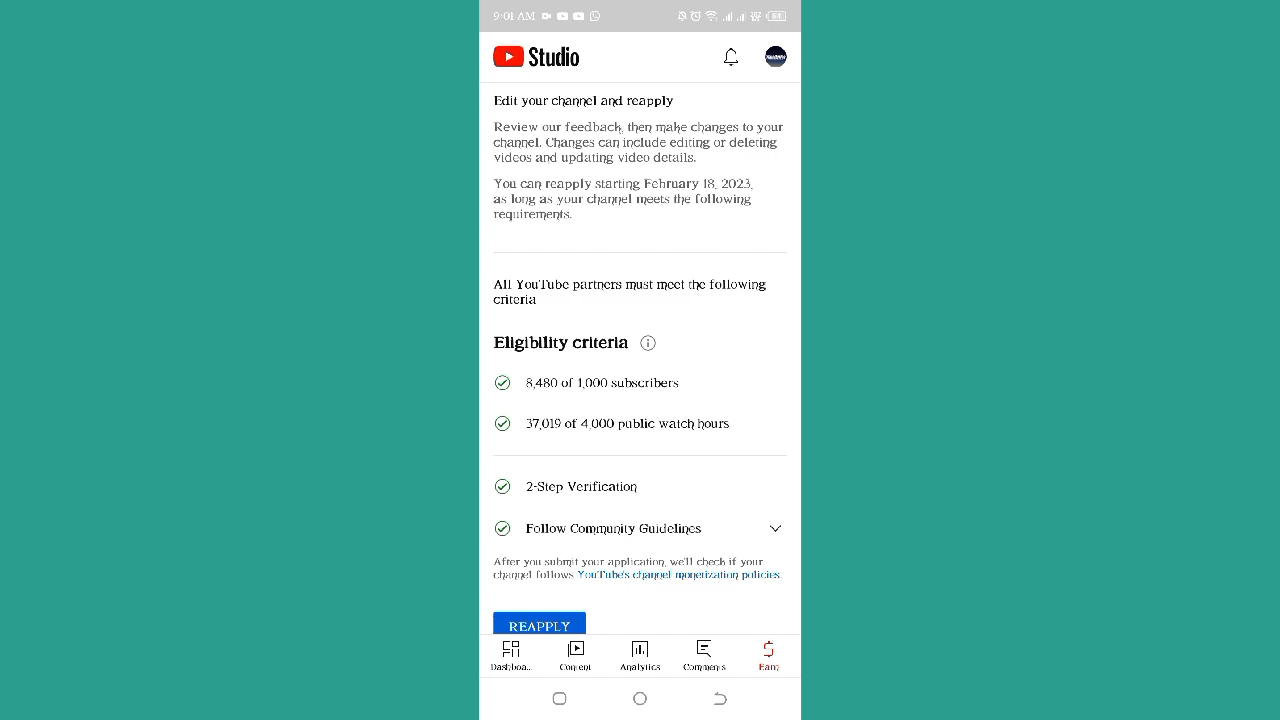 9:01 AM
Studio
Edit your channel and reapply
Review our feedback, then make changes to your
channel. Changes can include editing or deleting
videos and updating video details.
You can reapply starting February 18, 2023,
as long as your channel meets the following
requirements.
All YouTube partners must meet the following
criteria
Eligibility criteria
8,480 of 1,000 subscribers
37,019 of 4,000 public watch hours
2-Step Verification
Follow Community Guidelines
After you submit your application, we'll check if your
channel follows YouTube's channel monetization policies.
REAPPLY
Dashboa... Content Analytics Comments Earn